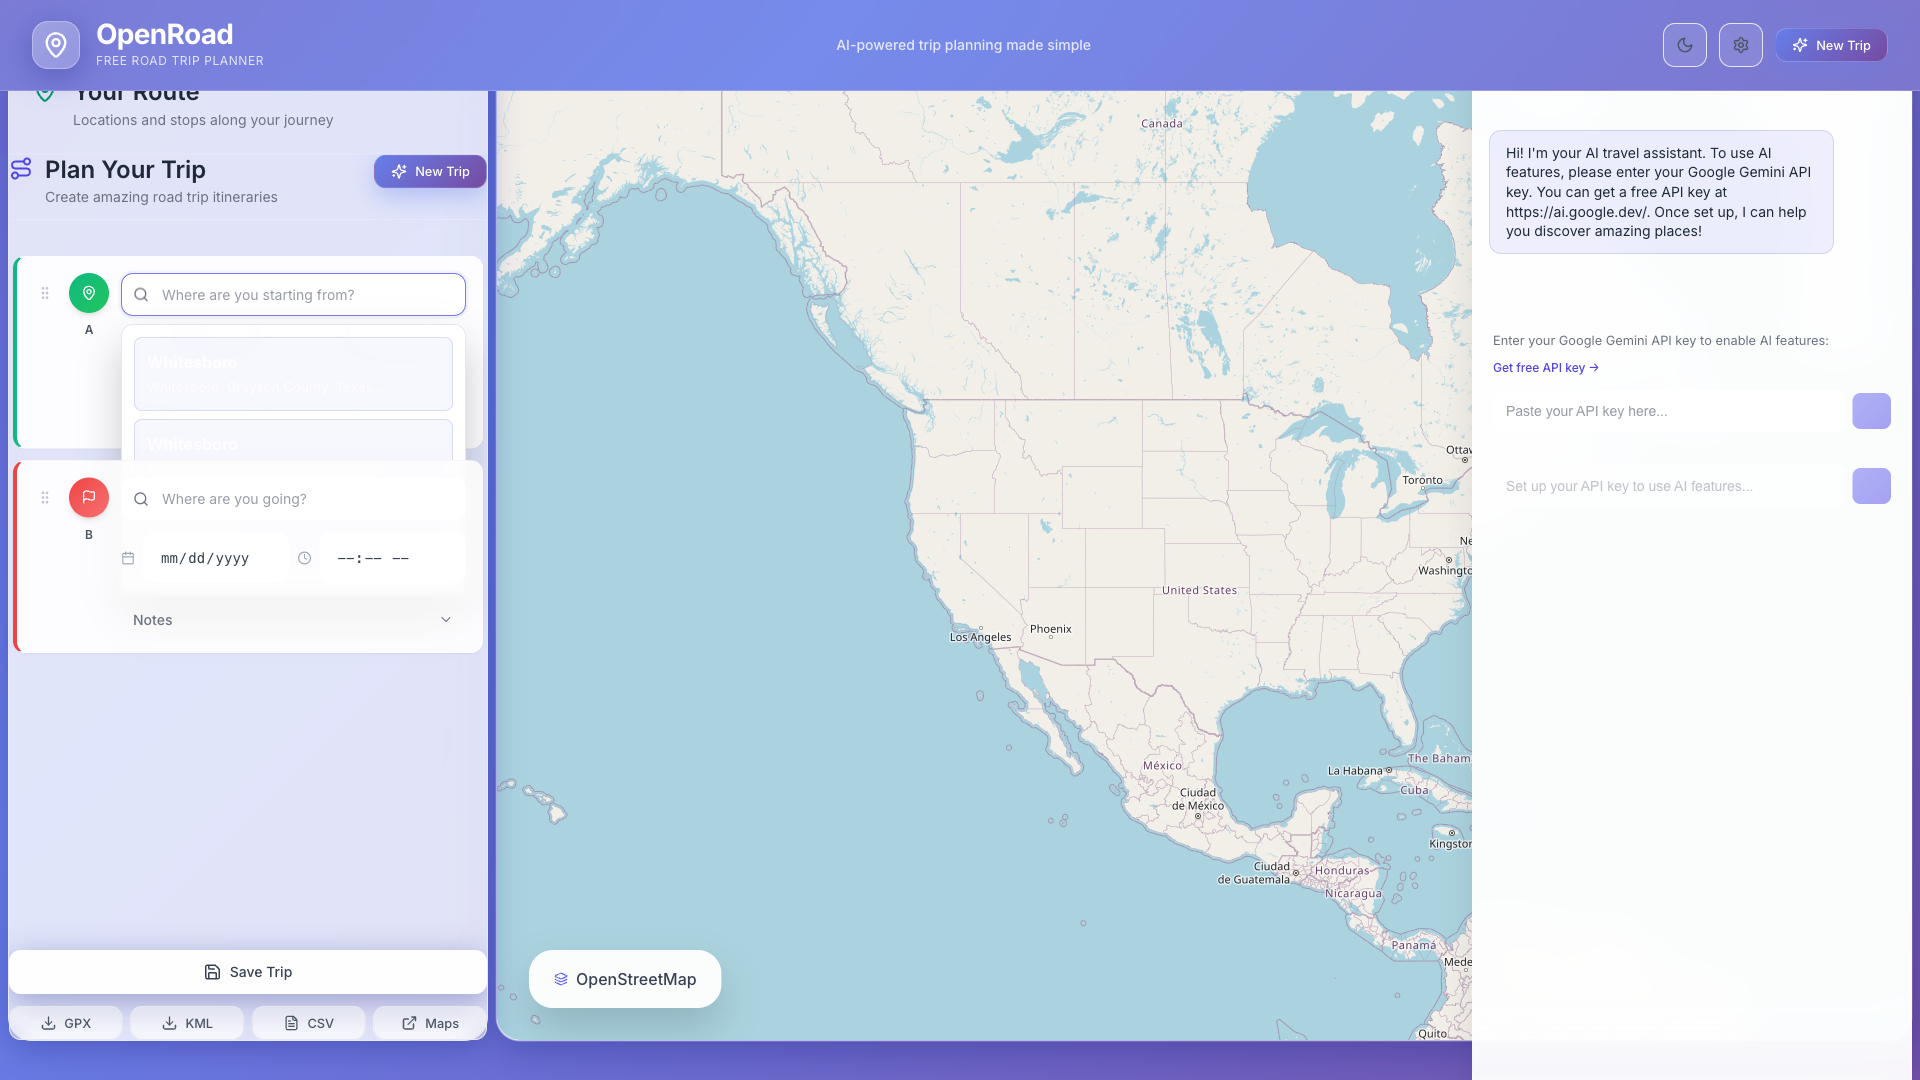 OpenRoad
FREE ROAD TRIP PLANNER
AI-powered trip planning made simple
New Trip
Your Route
Locations and stops along your journey
Plan Your Trip
Create amazing road trip itineraries
New Trip
Where are you starting from?
A
Whitesboro
Whitesboro, Grayson County, Texas,
Whitesboro
Where are you going?
B
mm/dd/yyyy
--:-- --
Notes
Save Trip
GPX
KML
CSV
Maps
Canada
Ottaw
Toronto
Ne
Washingto
United States
Los Angeles
Phoenix
México
Ciudad
de México
La Habana
The Bahama
Cuba
Kingston
Ciudad
de Guatemala
Honduras
Nicaragua
Panamá
Mede
Quito
OpenStreetMap
Hi! I'm your AI travel assistant. To use AI
features, please enter your Google Gemini API
key. You can get a free API key at
https://ai.google.dev/. Once set up, I can help
you discover amazing places!
Enter your Google Gemini API key to enable AI features:
Get free API key →
Paste your API key here...
Set up your API key to use AI features...